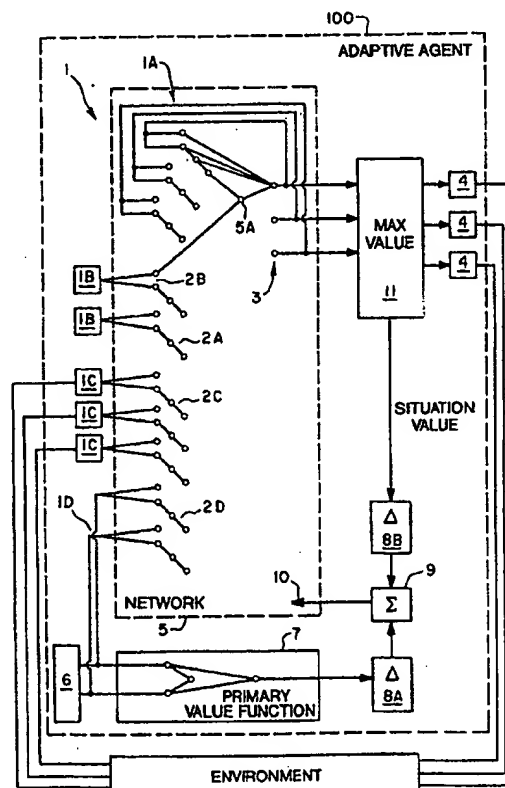 100
ADAPTIVE AGENT
1
1A
5A
3
MAX
VALUE
11
4
4
4
1B
2B
1B
2A
1C
1C
1C
2C
SITUATION
VALUE
1D
2D
Δ
8B
10
9
Σ
NETWORK
5
7
6
PRIMARY
VALUE FUNCTION
Δ
8A
ENVIRONMENT